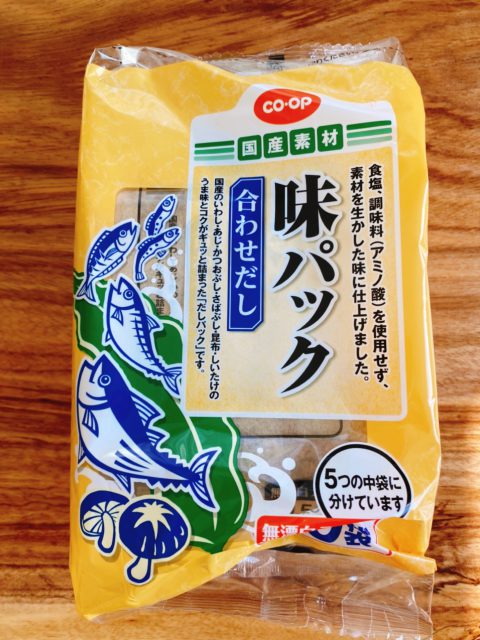 CO・OP
国産素材
味パック
合わせだし
食塩、調味料(アミノ酸)を使用せず、
素材を生かした味に仕上げました。
国産のいわし・あじ・かつおぶし・さばぶし・昆布・しいたけの
うま味とコクがギュッと詰まった「だしパック」です。
5つの中袋に
分けています
無漂白